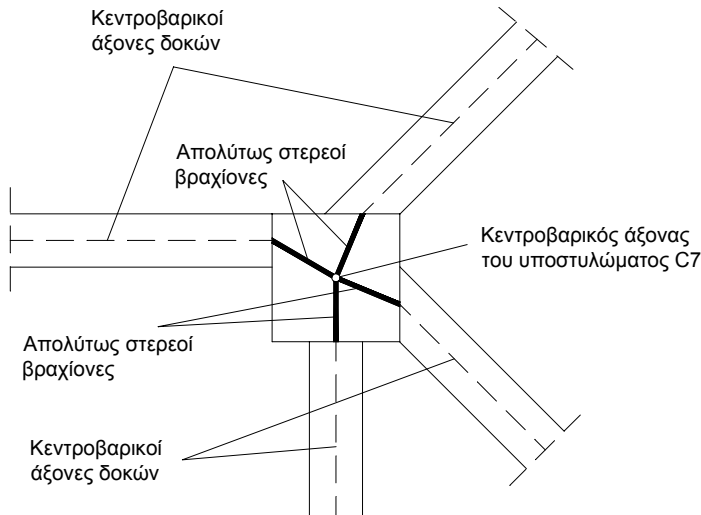 Κεντροβαρικοί
άξονες δοκών
Απολύτως στερεοί
βραχίονες
Κεντροβαρικός άξονας
του υποστυλώματος C7
Απολύτως στερεοί
βραχίονες
Κεντροβαρικοί
άξονες δοκών